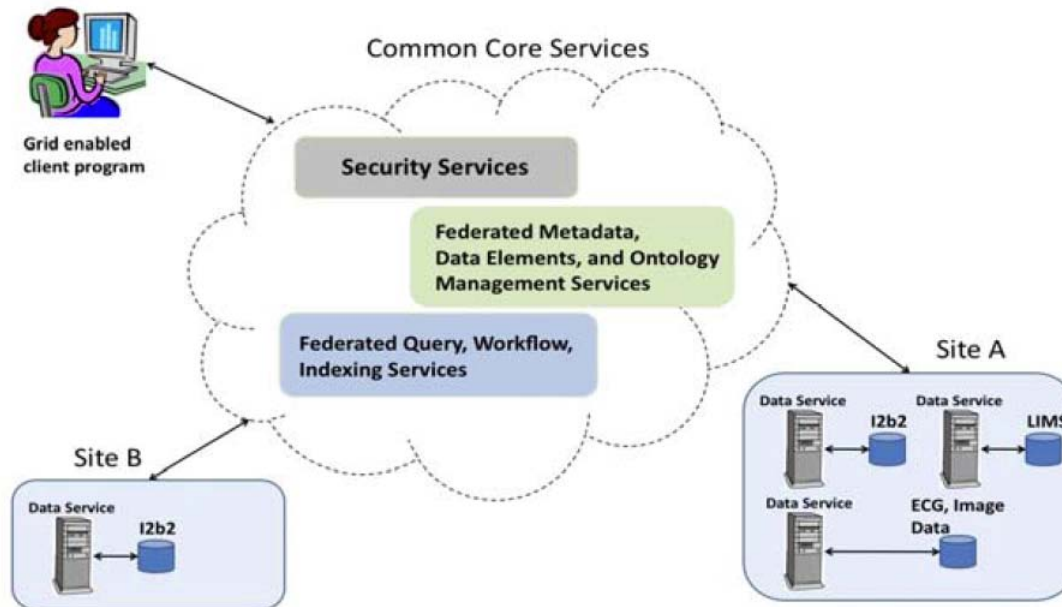 Common Core Services
Grid enabled
client program
Security Services
Federated Metadata,
Data Elements, and Ontology
Management Services
Federated Query, Workflow,
Indexing Services
Site A
Data Service
I2b2
Data Service
LIMS
Data Service
ECG, Image
Data
Site B
Data Service
I2b2